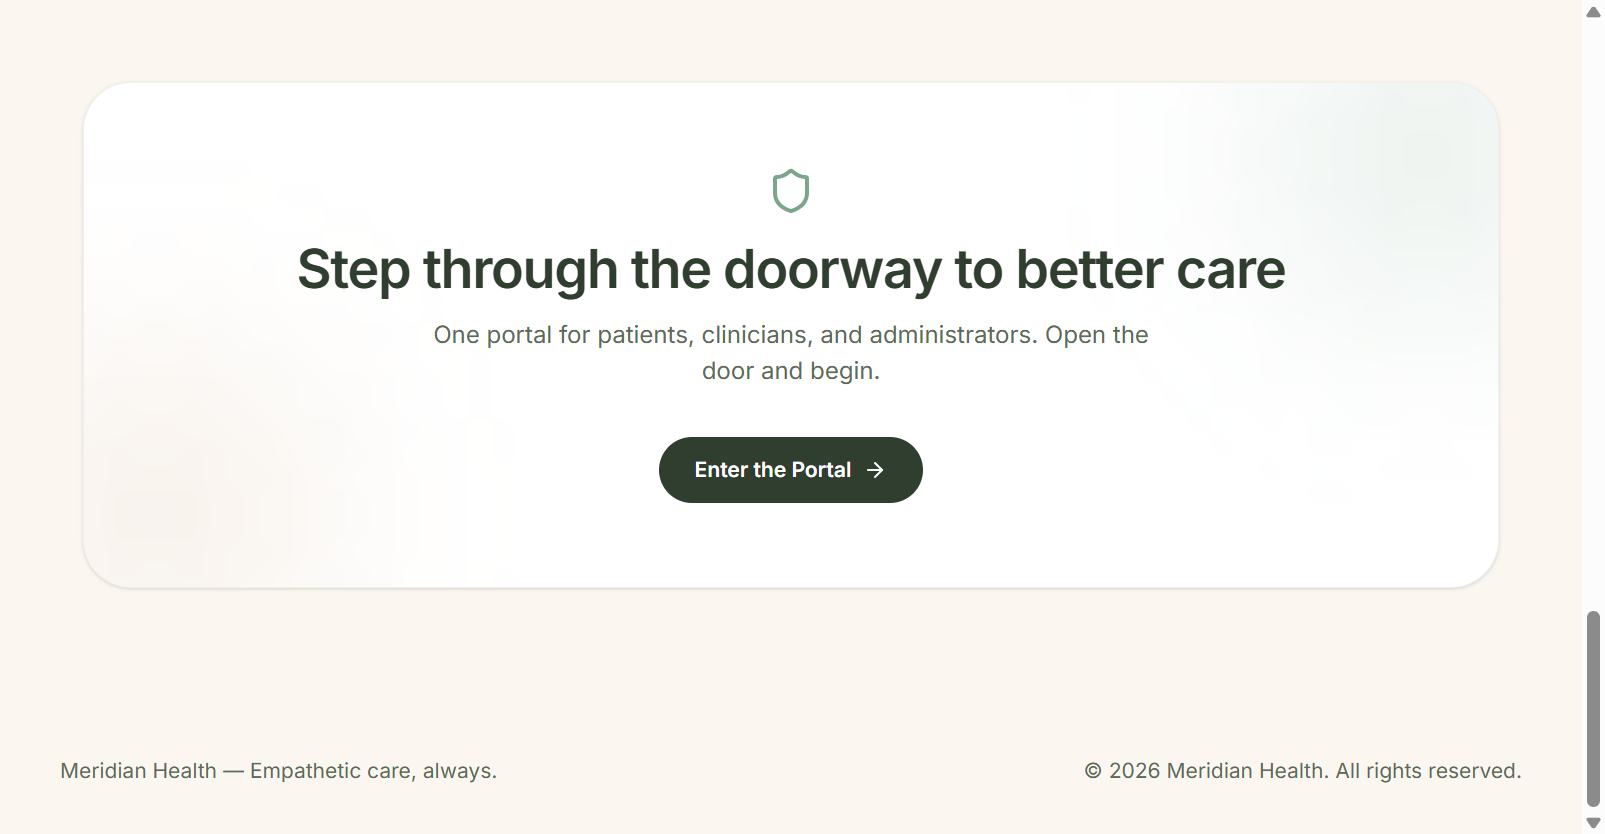 Step through the doorway to better care
One portal for patients, clinicians, and administrators. Open the
door and begin.
Enter the Portal
Meridian Health — Empathetic care, always.
© 2026 Meridian Health. All rights reserved.